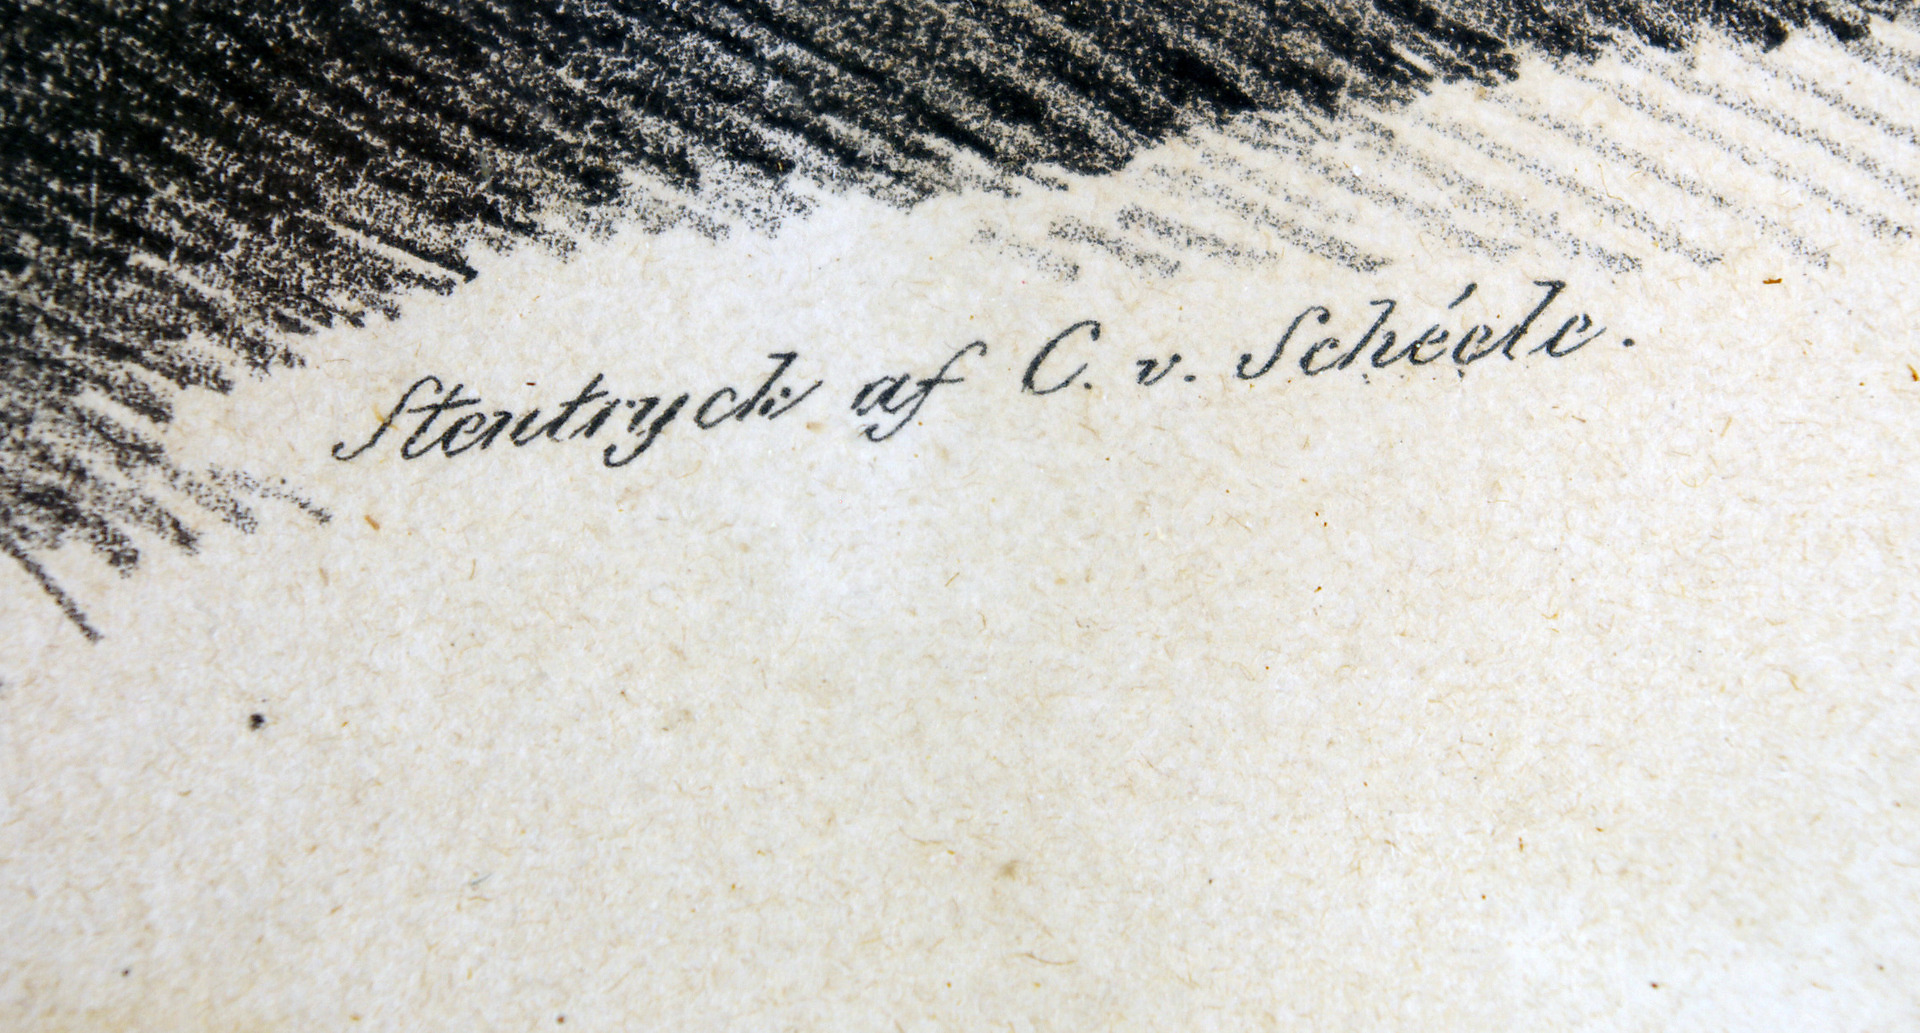 Stentryck af C. v. Schéele.